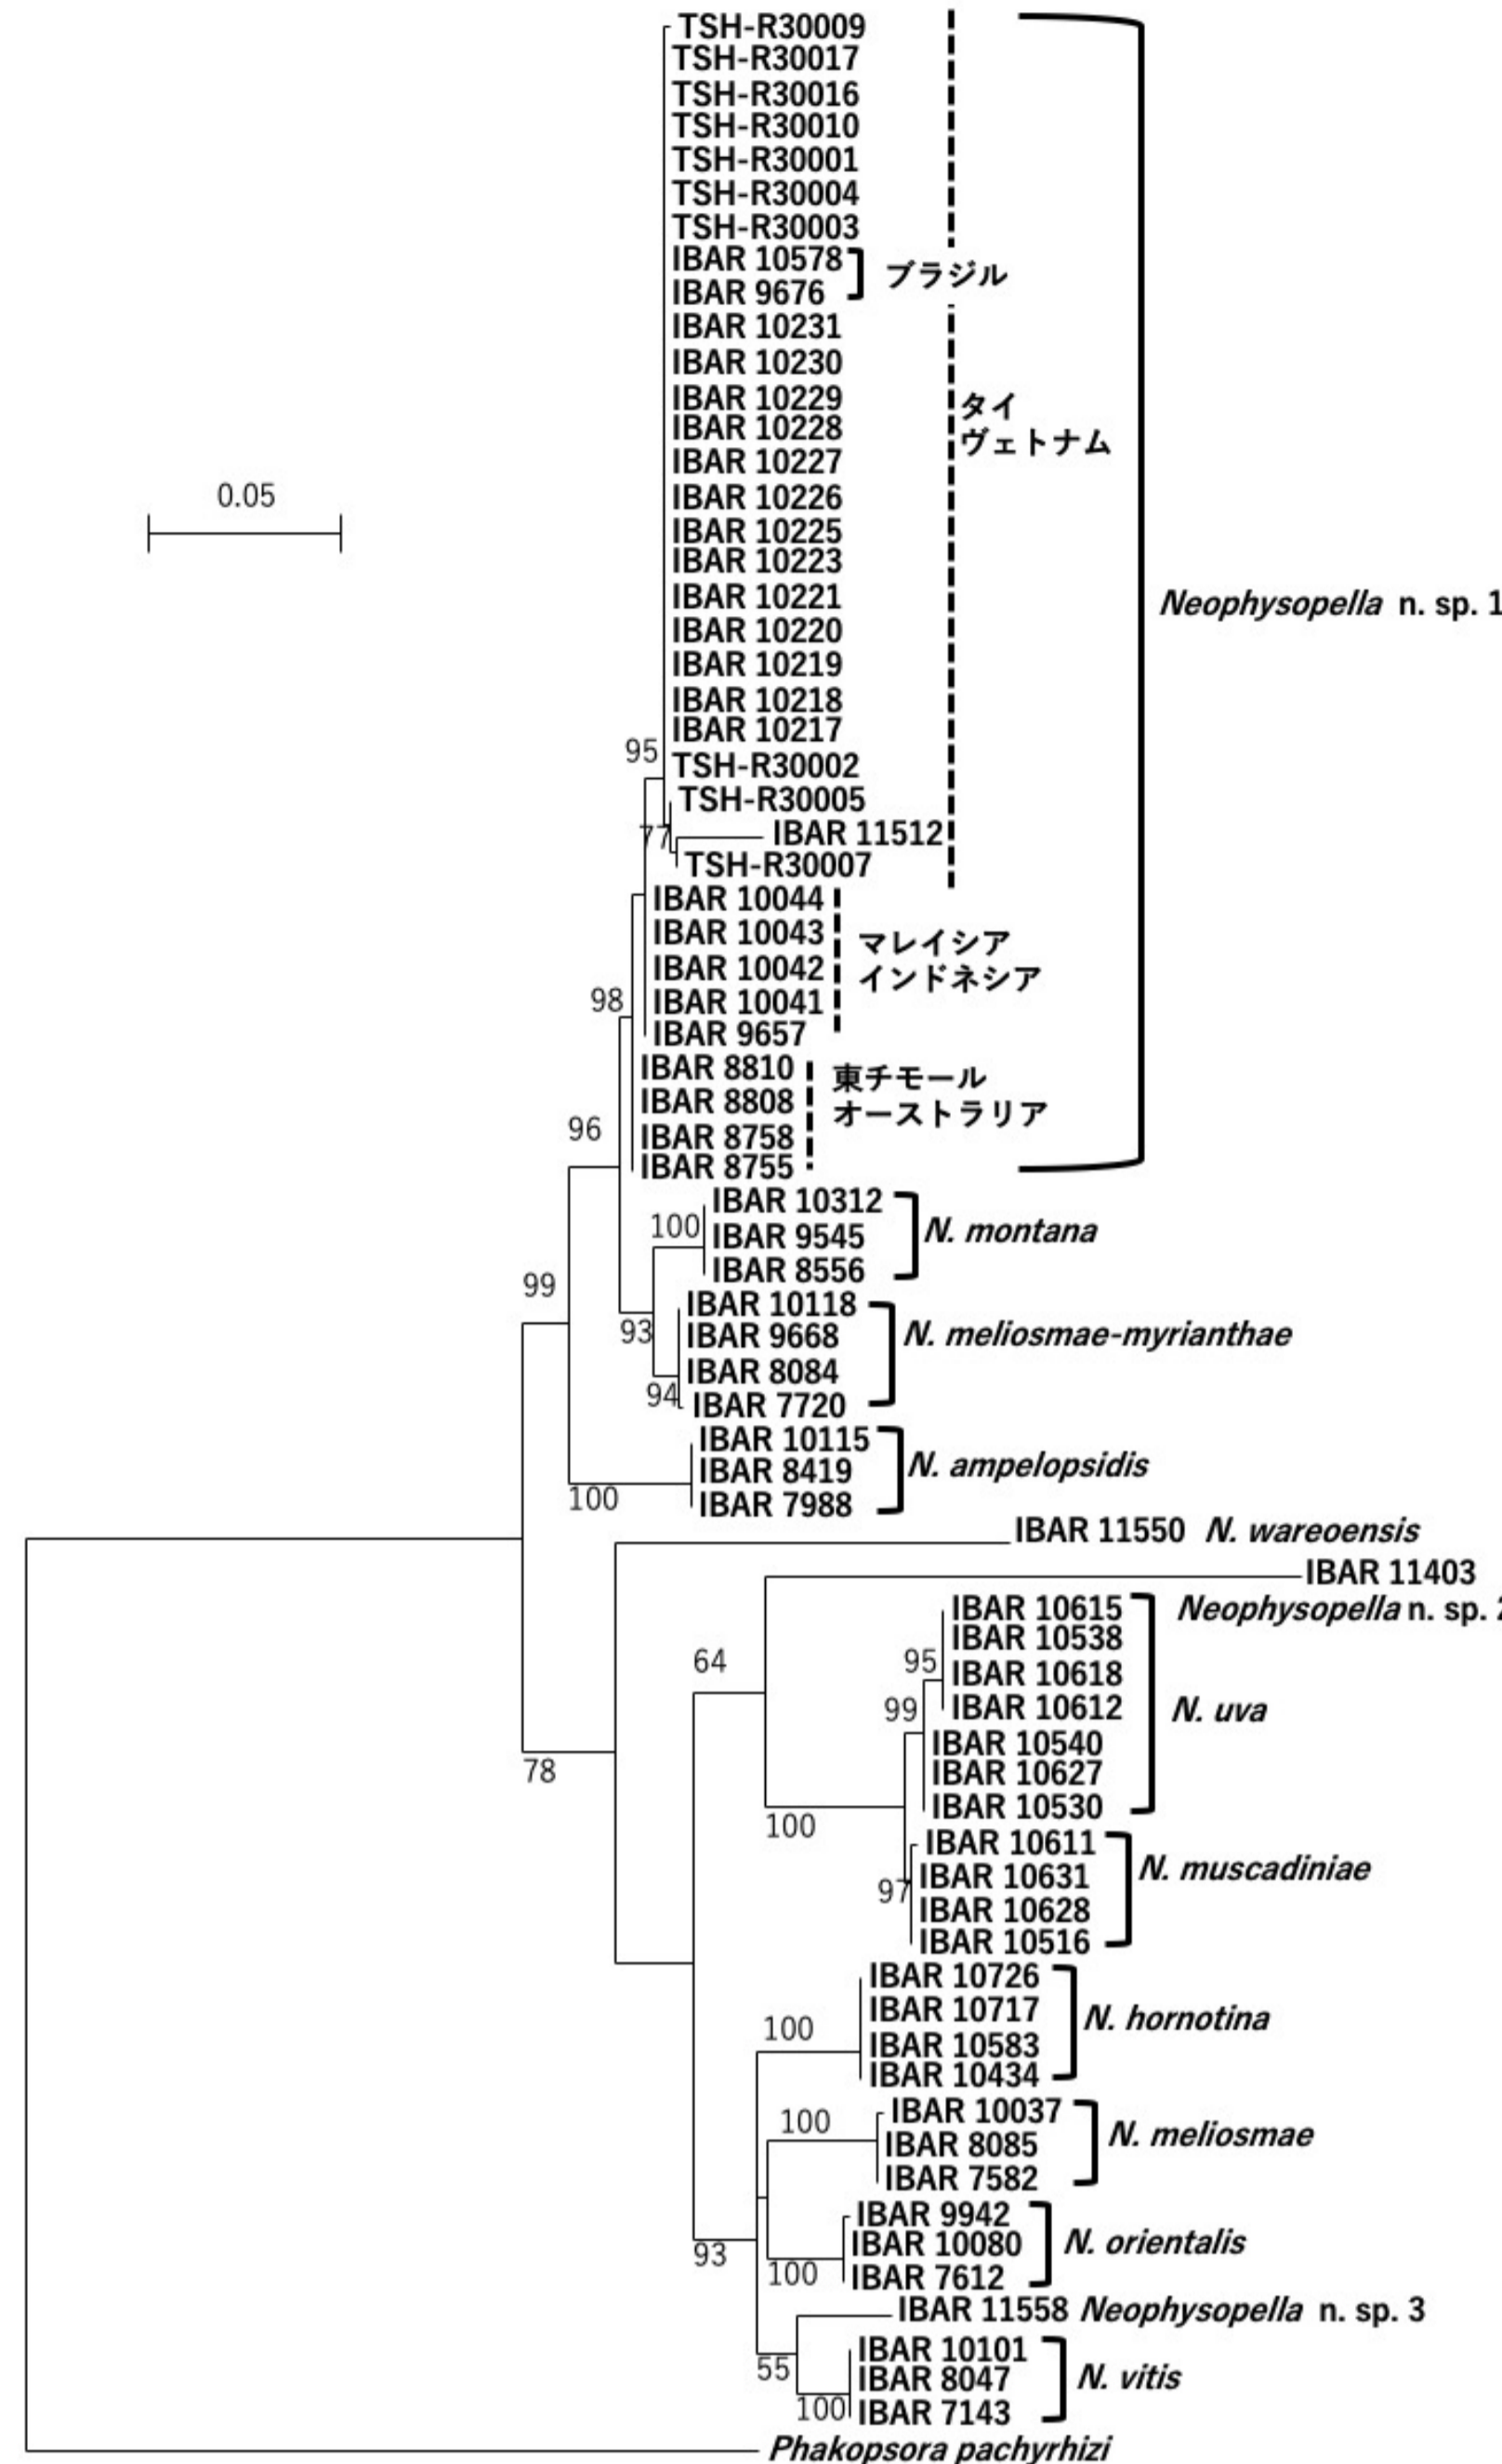 TSH-R30009
TSH-R30017
TSH-R30016
TSH-R30010
TSH-R30001
TSH-R30004
TSH-R30003
IBAR 10578
ブラジル
IBAR 9676
IBAR 10231
IBAR 10230
IBAR 10229
タイ
IBAR 10228
ヴェトナム
IBAR 10227
0.05
IBAR 10226
IBAR 10225
IBAR 10223
IBAR 10221
Neophysopella n. sp. 1
IBAR 10220
IBAR 10219
IBAR 10218
IBAR 10217
95
TSH-R30002
TSH-R30005
77
IBAR 11512
TSH-R30007
IBAR 10044
IBAR 10043
マレイシア
IBAR 10042
インドネシア
98
IBAR 10041
IBAR 9657
IBAR 8810
東チモール
IBAR 8808
オーストラリア
96
IBAR 8758
IBAR 8755
IBAR 10312
100
IBAR 9545
N. montana
IBAR 8556
99
IBAR 10118
93
IBAR 9668
N. meliosmae-myrianthae
IBAR 8084
94
IBAR 7720
IBAR 10115
IBAR 8419
N. ampelopsidis
100
IBAR 7988
IBAR 11550 N. wareoensis
IBAR 11403
IBAR 10615
Neophysopella n. sp. 2
IBAR 10538
64
95
IBAR 10618
IBAR 10612
99
N. uva
IBAR 10540
78
IBAR 10627
IBAR 10530
100
IBAR 10611
N. muscadiniae
IBAR 10631
97
IBAR 10628
IBAR 10516
IBAR 10726
IBAR 10717
N. hornotina
100
IBAR 10583
IBAR 10434
IBAR 10037
100
N. meliosmae
IBAR 8085
IBAR 7582
IBAR 9942
IBAR 10080
N. orientalis
93
100
IBAR 7612
IBAR 11558 Neophysopella n. sp. 3
IBAR 10101
55
IBAR 8047
N. vitis
100
IBAR 7143
Phakopsora pachyrhizi